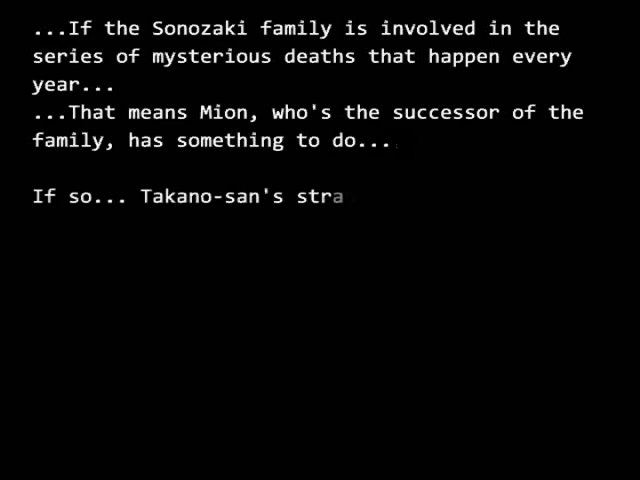 ...If the Sonozaki family is involved in the
series of mysterious deaths that happen every
year...
...That means Mion, who's the successor of the
family, has something to do...
If so... Takano-san's stra